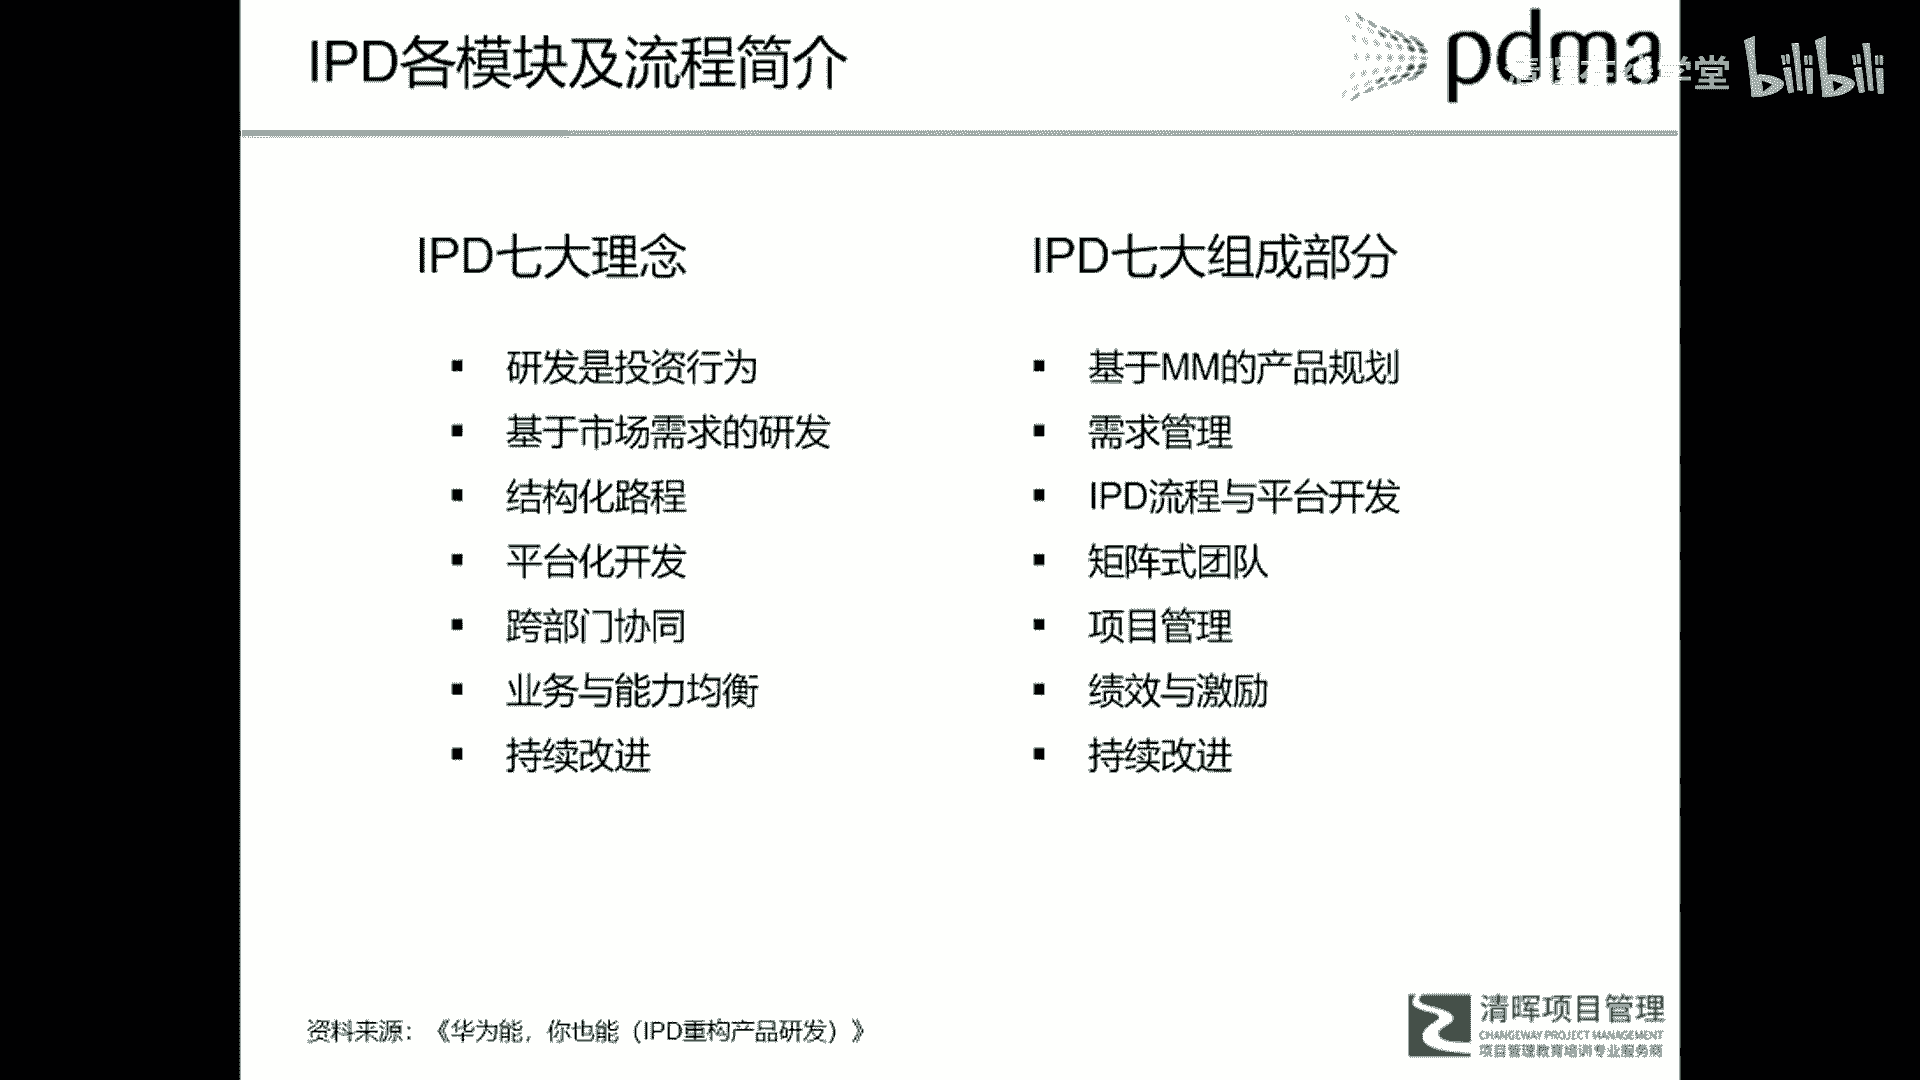 IPD各模块及流程简介
pdma
学堂
bilibili
IPD七大理念
研发是投资行为
基于市场需求的研发
结构化路程
平台化开发
跨部门协同
业务与能力均衡
持续改进
IPD七大组成部分
基于MM的产品规划
需求管理
IPD流程与平台开发
矩阵式团队
项目管理
绩效与激励
持续改进
资料来源：《华为能，你也能（IPD重构产品研发）》
清晖项目管理
CHANGEWAY PROJECT MANAGEMENT
项目管理教育培训专业服务商